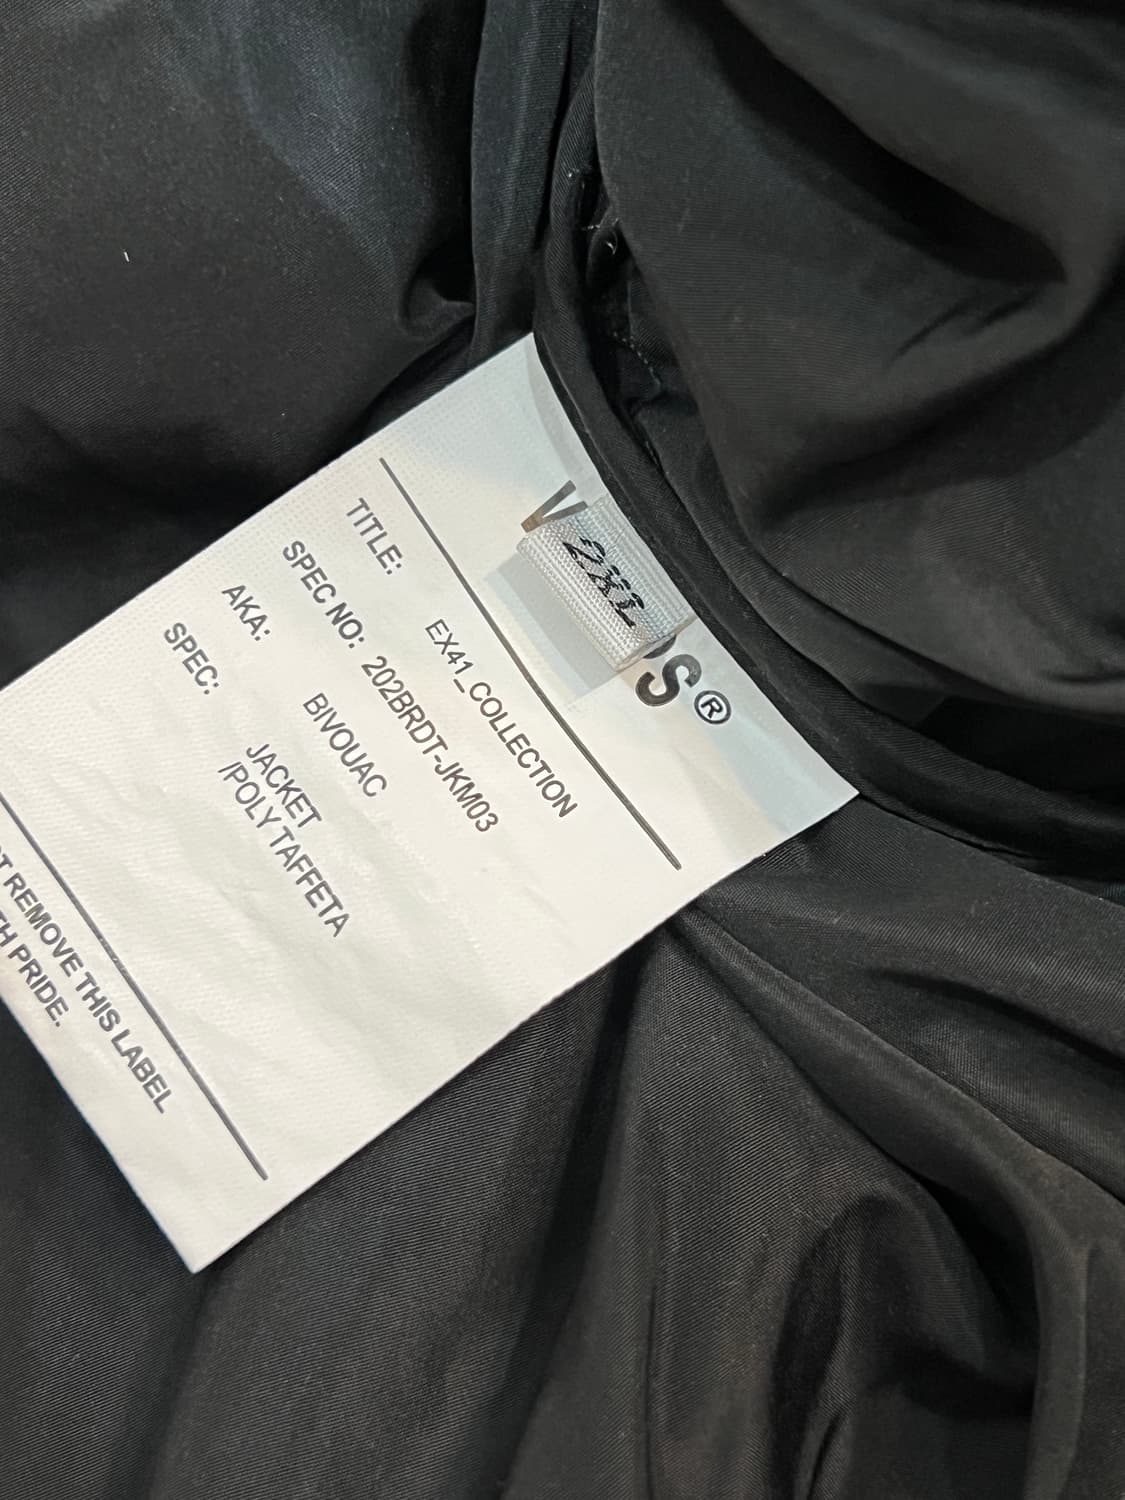 2XL
S®
TITLE: EX41_COLLECTION
SPEC NO: 202BRDT-JKM03
AKA: BIVOUAC
SPEC: JACKET
/POLY TAFFETA
REMOVE THIS LABEL
PRIDE.